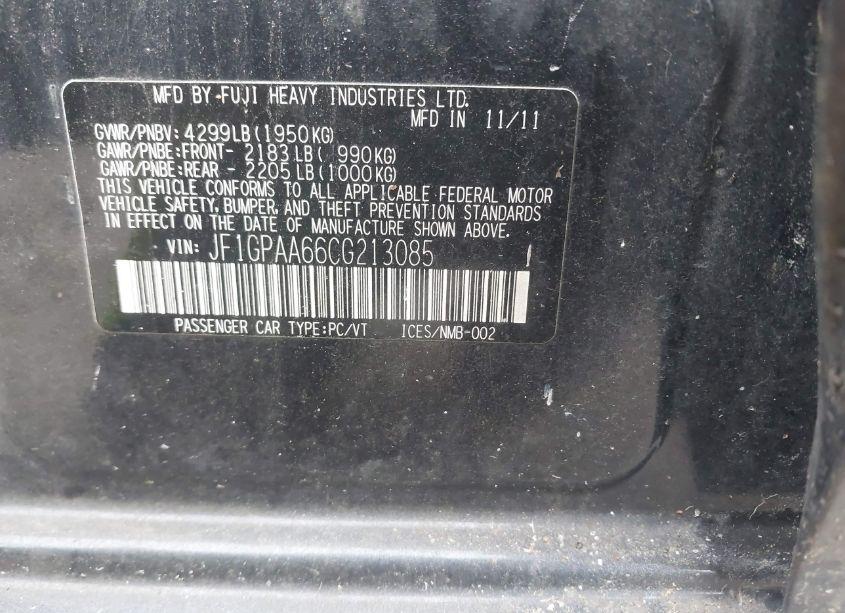 MFD BY FUJI HEAVY INDUSTRIES LTD.
MFD IN 11/11
GVWR/PNBV: 4299LB(1950KG)
GAWR/PNBE:FRONT- 2183LB( 990KG)
GAWR/PNBE:REAR - 2205LB(1000KG)
THIS VEHICLE CONFORMS TO ALL APPLICABLE FEDERAL MOTOR
VEHICLE SAFETY, BUMPER, AND THEFT PREVENTION STANDARDS
IN EFFECT ON THE DATE OF MANUFACTURE SHOWN ABOVE.
VIN: JF1GPAA66CG213085
PASSENGER CAR TYPE:PC/VT ICES/NMB-002